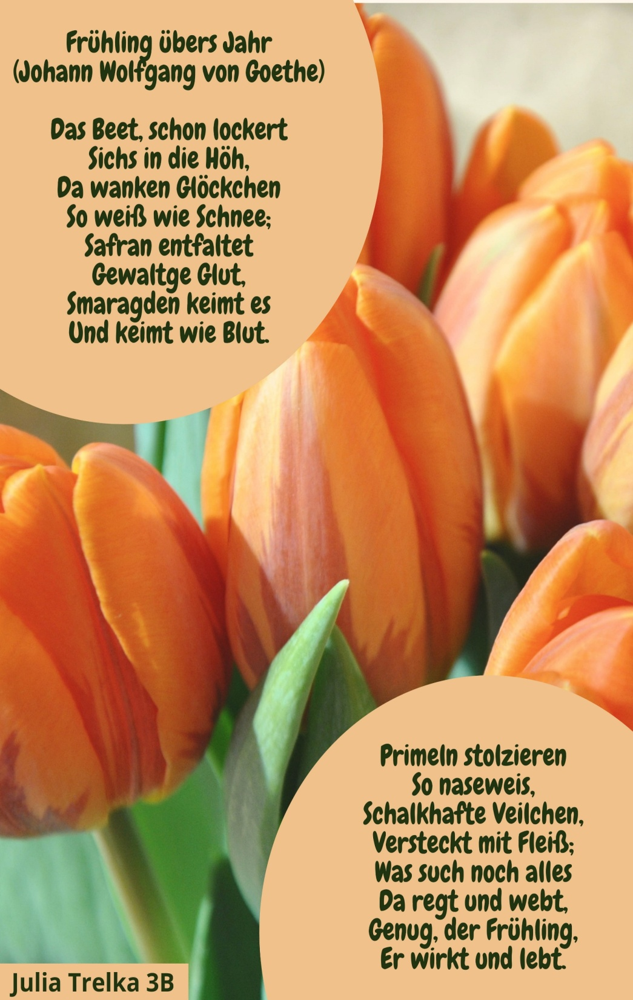 Frühling übers Jahr
(Johann Wolfgang von Goethe)
Das Beet, schon lockert
Sichs in die Höh,
Da wanken Glöckchen
So weiß wie Schnee;
Safran entfaltet
Gewaltge Glut,
Smaragden keimt es
Und keimt wie Blut.
Primeln stolzieren
So naseweis,
Schalkhafte Veilchen,
Versteckt mit Fleiß;
Was such noch alles
Da regt und webt,
Genug, der Frühling,
Er wirkt und lebt.
Julia Trelka 3B